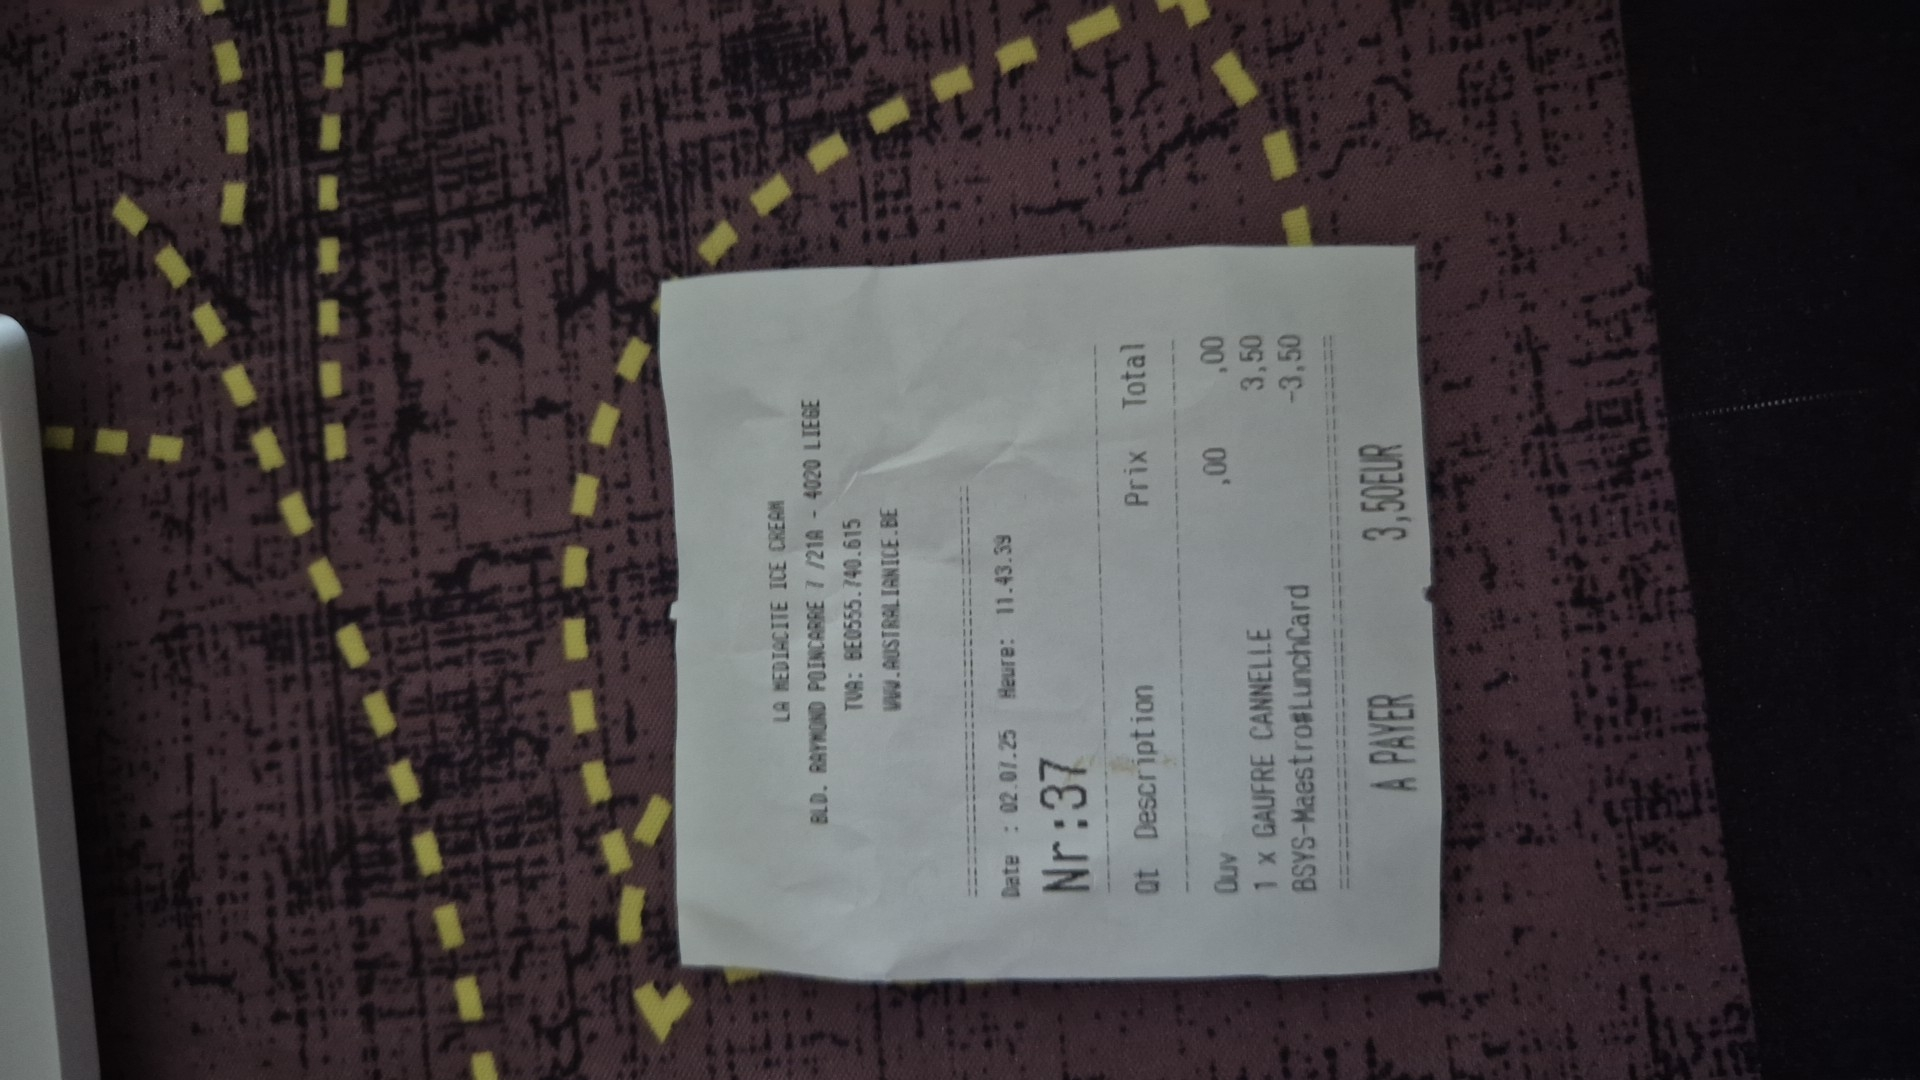 LA MEDIACITE ICE CREAM
BLD. RAYMOND POINCARRE 7 /21A - 4020 LIEGE
TVA: BE0555.740.615
WWW.AUSTRALIANICE.BE
Date : 02.07.25 Heure: 11.43.39
Nr:37
Qt Description Prix Total
Ouv ,00 ,00
1 x GAUFRE CANNELLE 3,50
BSYS-Maestro#LunchCard -3,50
A PAYER 3,50EUR